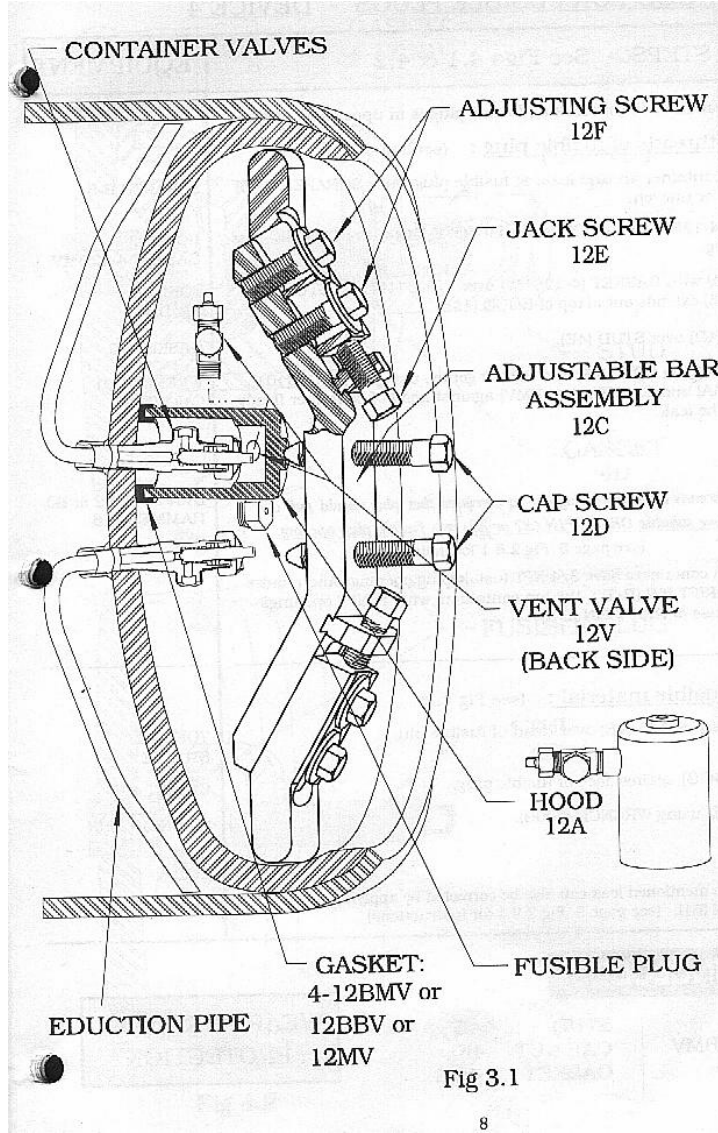 CONTAINER VALVES
ADJUSTING SCREW
12F
JACK SCREW
12E
ADJUSTABLE BAR
ASSEMBLY
12C
CAP SCREW
12D
VENT VALVE
12V
(BACK SIDE)
HOOD
12A
FUSIBLE PLUG
GASKET:
4-12BMV or
12BBV or
12MV
EDUCTION PIPE
Fig 3.1
8